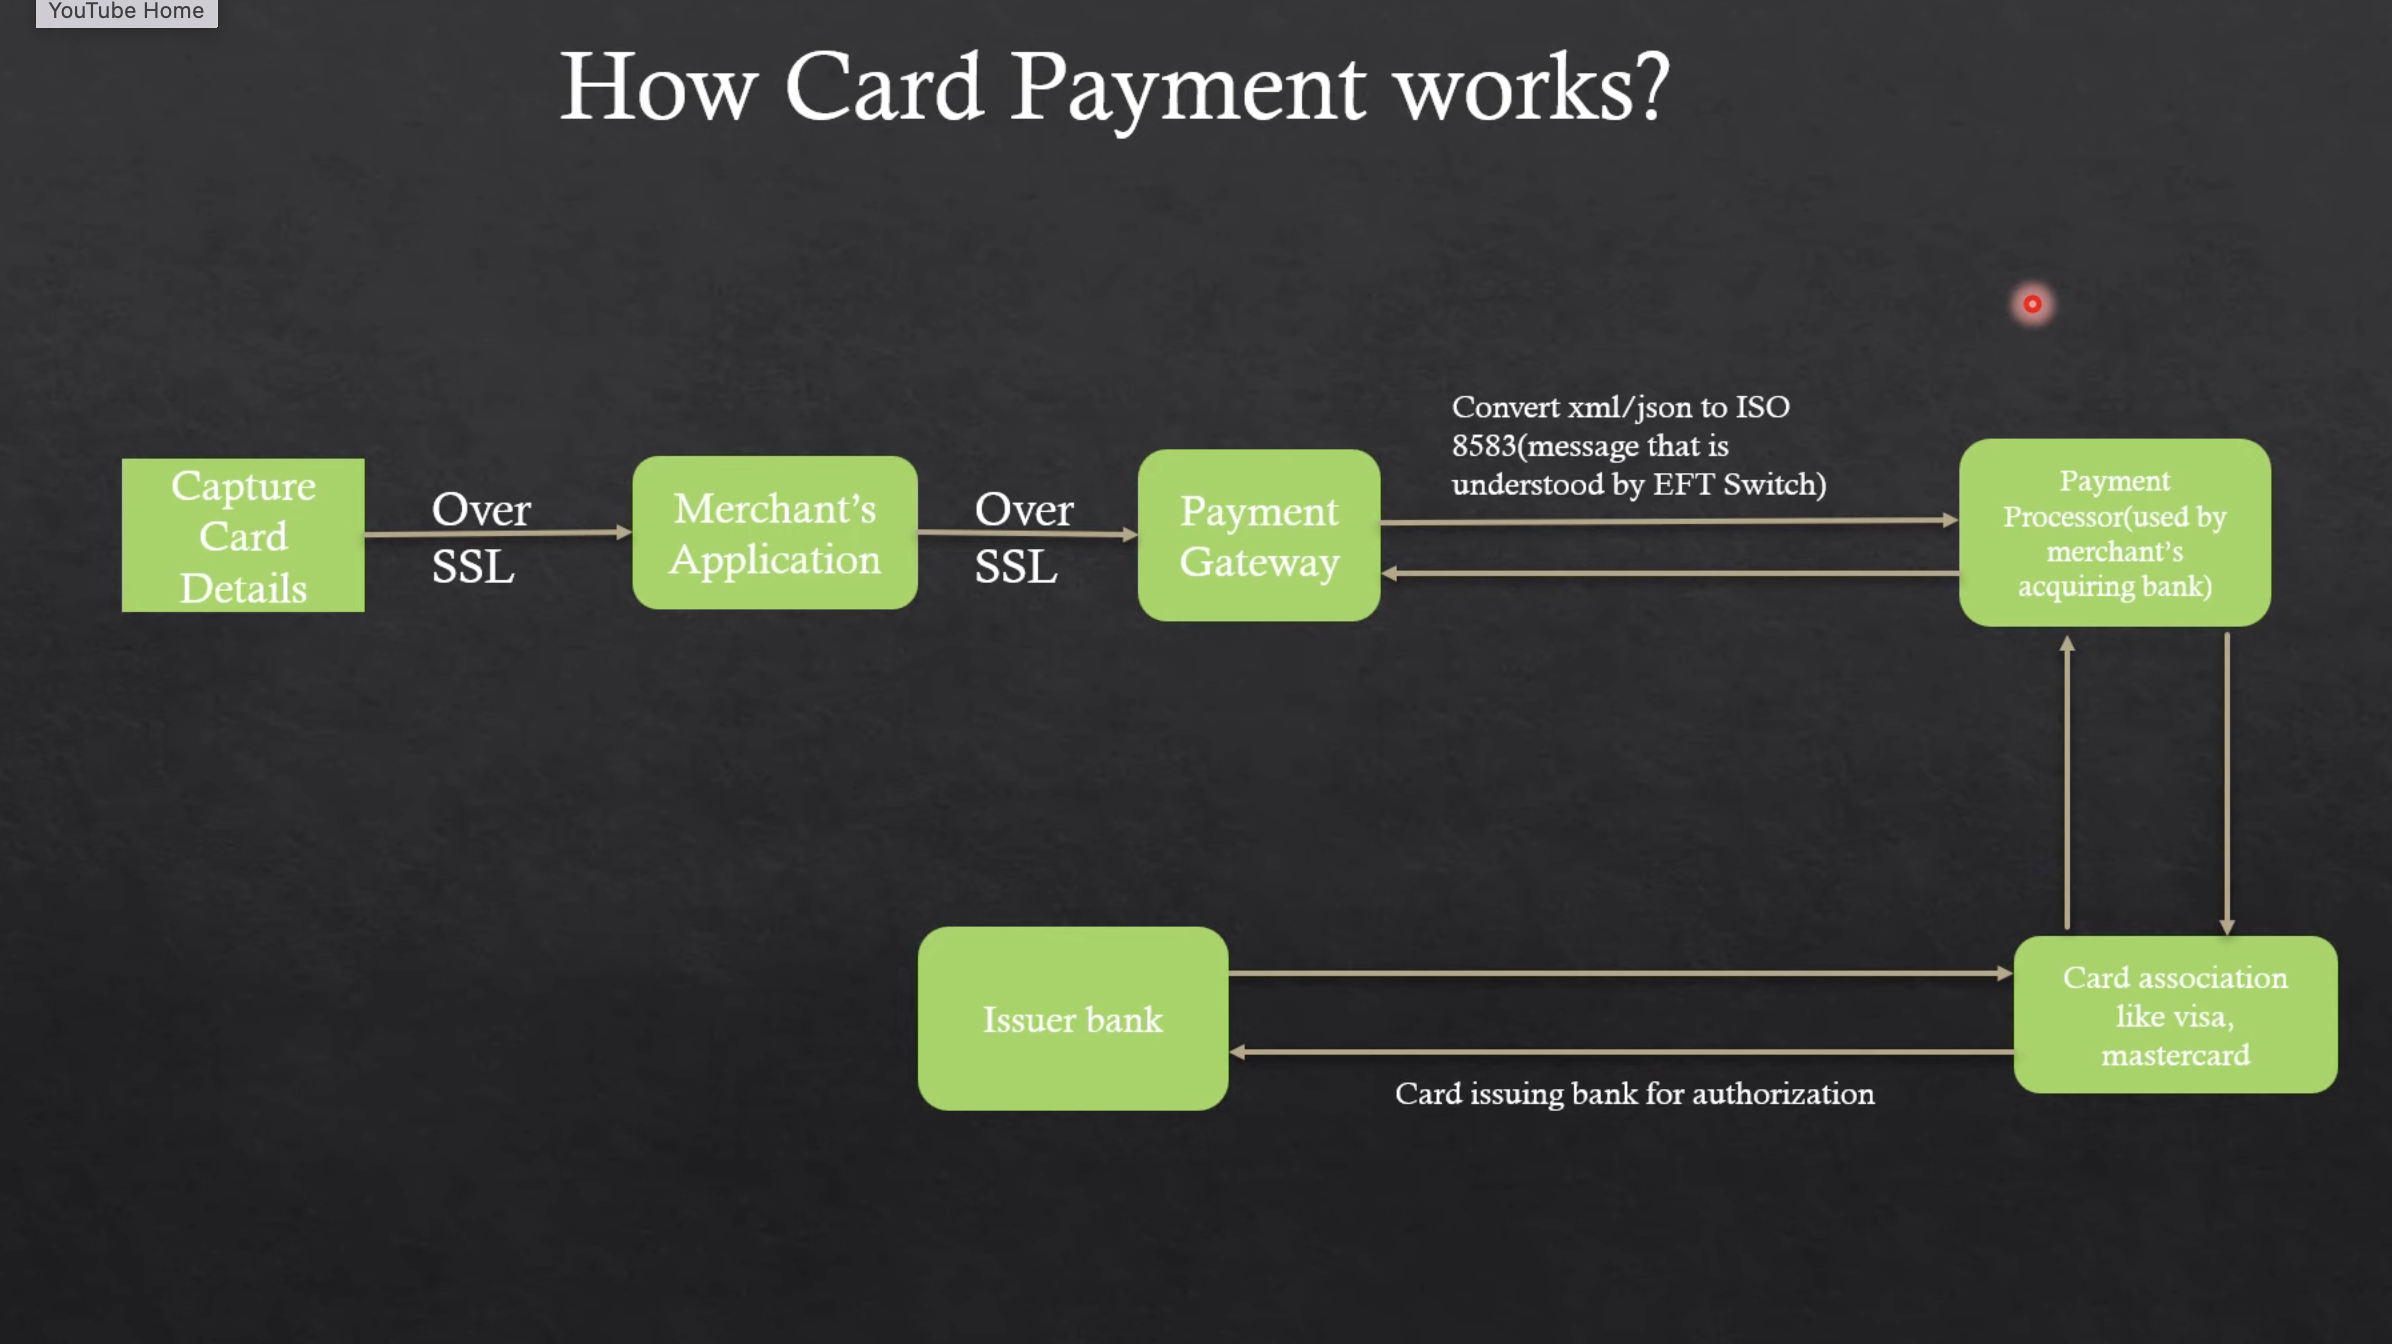 YouTube Home
How Card Payment works?
Capture
Card
Details
Over
SSL
Merchant’s
Application
Over
SSL
Payment
Gateway
Convert xml/json to ISO
8583(message that is
understood by EFT Switch)
Payment
Processor(used by
merchant’s
acquiring bank)
Issuer bank
Card issuing bank for authorization
Card association
like visa,
mastercard